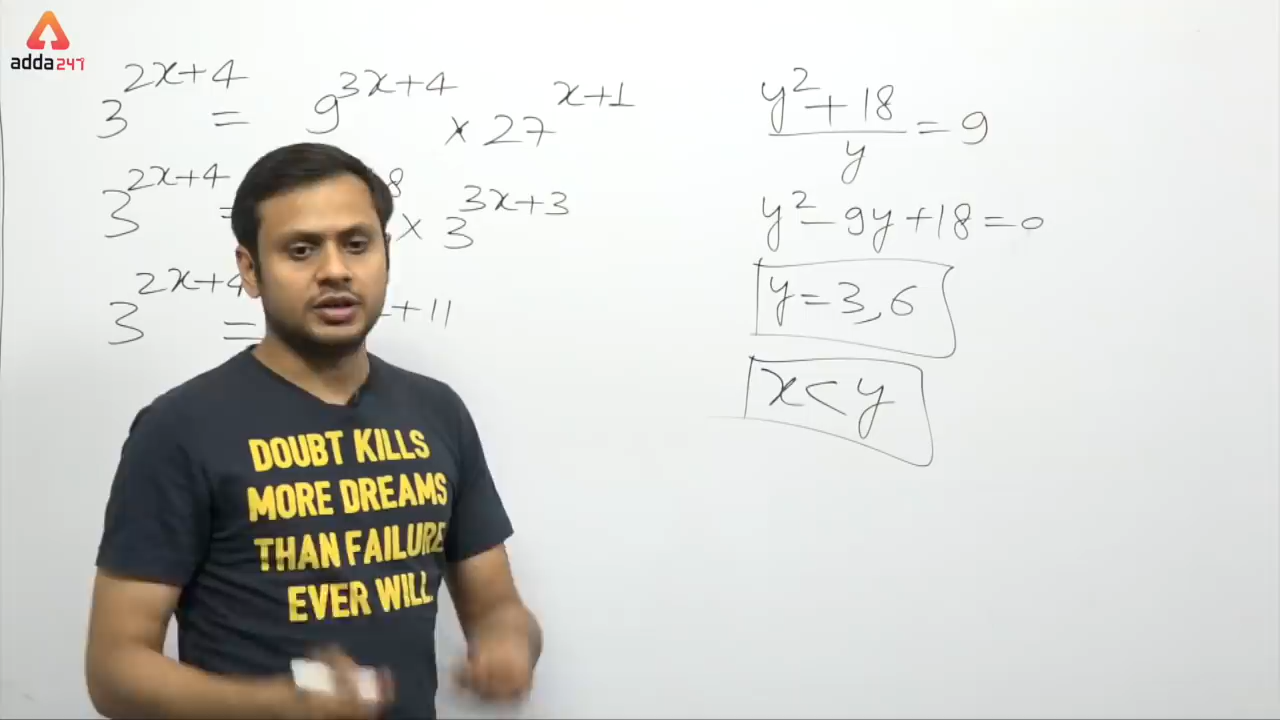 adda247
3^{2x+4} = 9^{3x+4} × 27^{x+1}
3^{2x+4} = 8 × 3^{3x+3}
3^{2x+4} = + 11
\frac{y^2+18}{y} = 9
y^2 - 9y + 18 = 0
y = 3, 6
x < y
DOUBT KILLS
MORE DREAMS
THAN FAILURE
EVER WILL.